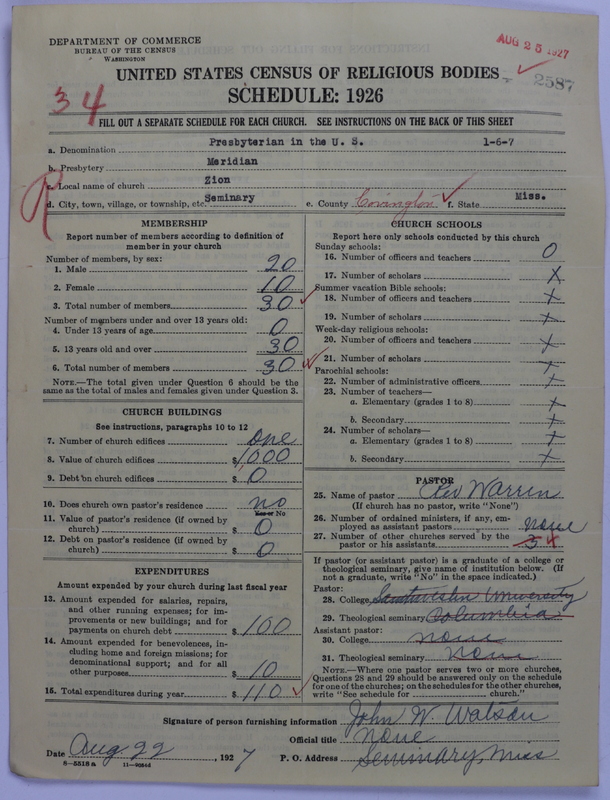 DEPARTMENT OF COMMERCE
BUREAU OF THE CENSUS
WASHINGTON
AUG 25 1927
2587
UNITED STATES CENSUS OF RELIGIOUS BODIES
SCHEDULE: 1926
34
FILL OUT A SEPARATE SCHEDULE FOR EACH CHURCH. SEE INSTRUCTIONS ON THE BACK OF THIS SHEET
a. Denomination Presbyterian in the U. S. 1-6-7
b. Presbytery Meridian
c. Local name of church Zion
d. City, town, village, or township, etc. Seminary e. County Covington f. State Miss.
R
MEMBERSHIP
Report number of members according to definition of
member in your church
Number of members, by sex:
1. Male 20
2. Female 10
3. Total number of members 30
Number of members under and over 13 years old:
4. Under 13 years of age 0
5. 13 years old and over 30
6. Total number of members 30
NOTE.—The total given under Question 6 should be the
same as the total of males and females given under Question 3.
CHURCH BUILDINGS
See instructions, paragraphs 10 to 12
7. Number of church edifices one
8. Value of church edifices $1000
9. Debt on church edifices $ 0
10. Does church own pastor's residence no
Yes or No
11. Value of pastor's residence (if owned by
church) $ 0
12. Debt on pastor's residence (if owned by
church) $ 0
EXPENDITURES
Amount expended by your church during last fiscal year
13. Amount expended for salaries, repairs,
and other running expenses; for im-
provements or new buildings; and for
payments on church debt $ 100
14. Amount expended for benevolences, in-
cluding home and foreign missions; for
denominational support; and for all
other purposes $ 10
15. Total expenditures during year $ 110
CHURCH SCHOOLS
Report here only schools conducted by this church
Sunday schools:
16. Number of officers and teachers 0
17. Number of scholars x
Summer vacation Bible schools:
18. Number of officers and teachers x
19. Number of scholars x
Week-day religious schools:
20. Number of officers and teachers x
21. Number of scholars x
Parochial schools:
22. Number of administrative officers x
23. Number of teachers—
a. Elementary (grades 1 to 8) x
b. Secondary x
24. Number of scholars—
a. Elementary (grades 1 to 8) x
b. Secondary x
PASTOR
25. Name of pastor Rev Warren
(If church has no pastor, write "None")
26. Number of ordained ministers, if any, em-
ployed as assistant pastors none
27. Number of other churches served by the
pastor or his assistants 3 4
If pastor (or assistant pastor) is a graduate of a college or
theological seminary, give name of institution below. (If
not a graduate, write "No" in the space indicated.)
Pastor:
28. College Southwestern University
29. Theological seminary Columbia
Assistant pastor:
30. College none
31. Theological seminary none
NOTE.—Where one pastor serves two or more churches,
Questions 28 and 29 should be answered only on the schedule
for one of the churches; on the schedules for the other churches,
write "See schedule for church."
Signature of person furnishing information John W. Watson
Official title none
Date Aug 22, 1927 P. O. Address Seminary, Miss
8-5518a